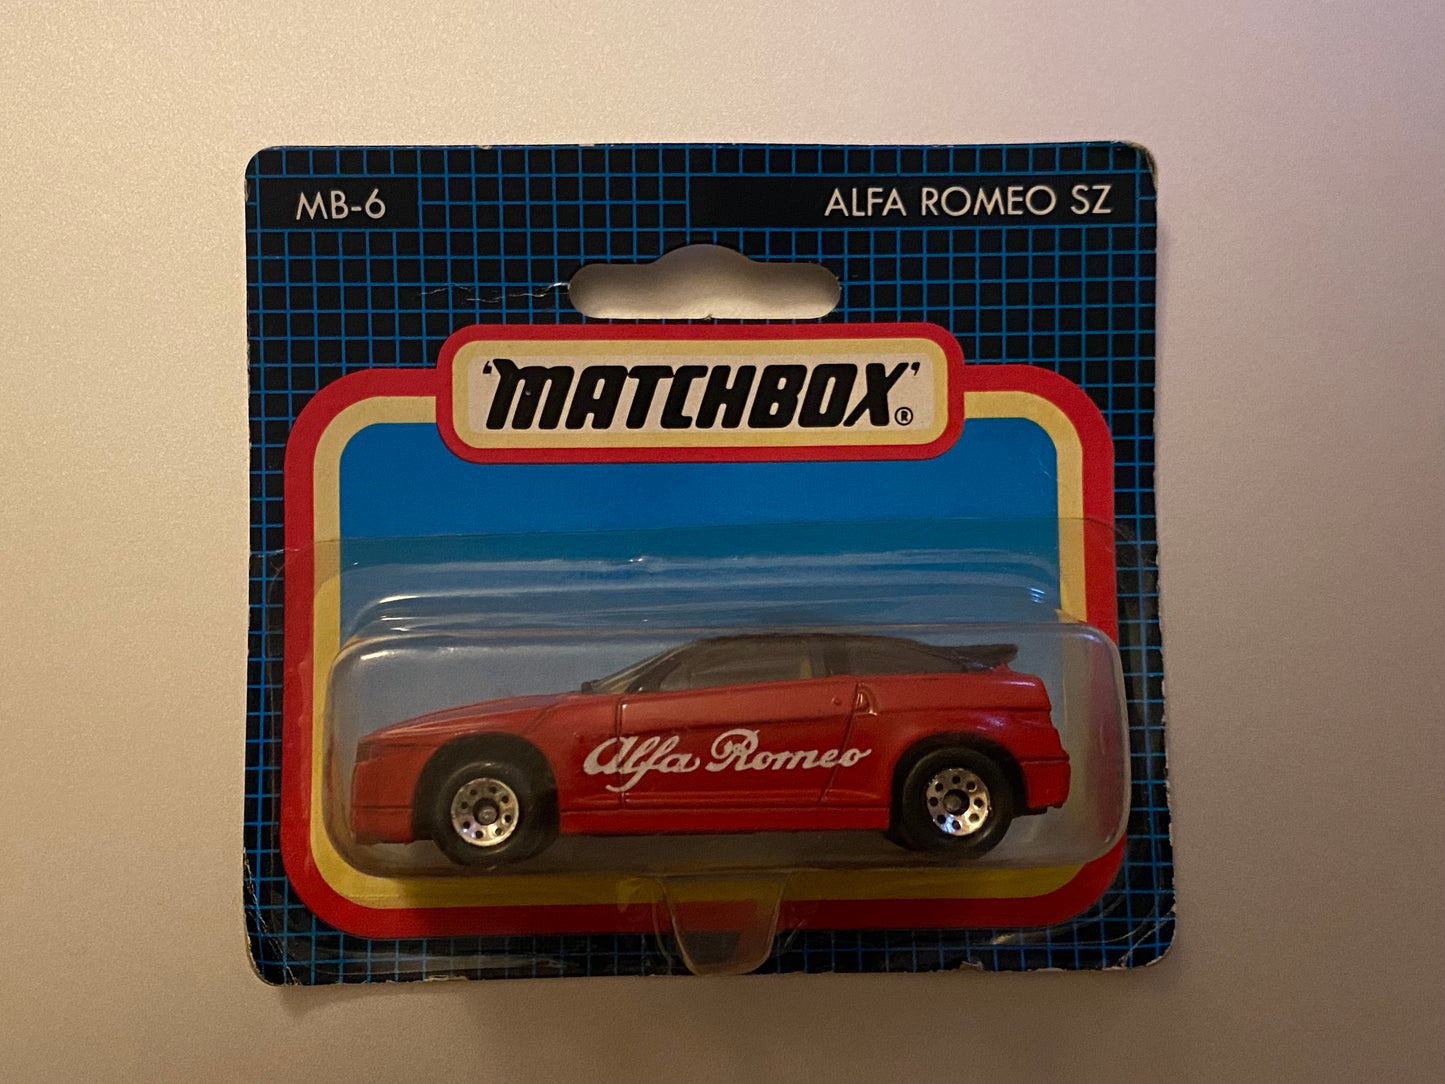 MB-6
ALFA ROMEO SZ
'MATCHBOX'®
Alfa Romeo